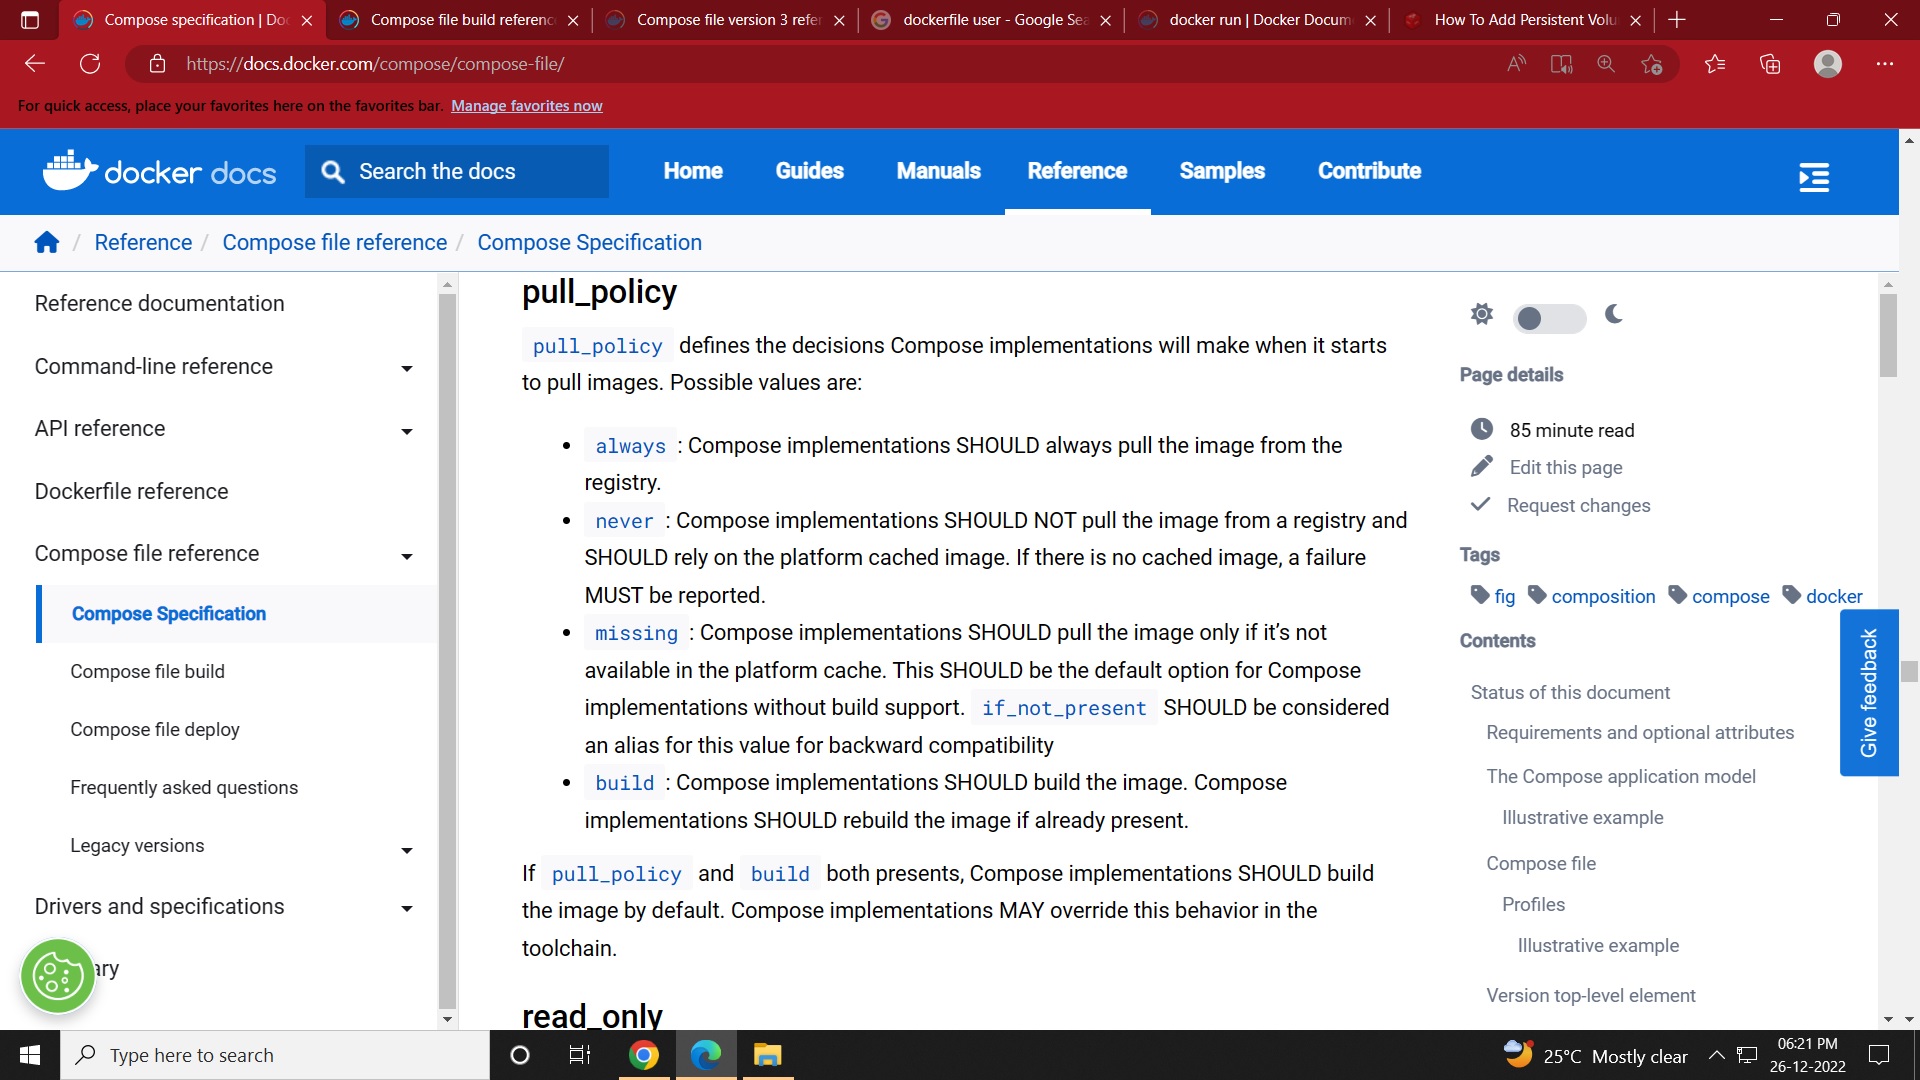 Compose specification | Doc
Compose file build reference
Compose file version 3 refer
dockerfile user - Google Sea
docker run | Docker Docum
How To Add Persistent Volu
https://docs.docker.com/compose/compose-file/
For quick access, place your favorites here on the favorites bar. Manage favorites now
docker docs
Search the docs
Home
Guides
Manuals
Reference
Samples
Contribute
Reference / Compose file reference / Compose Specification
Reference documentation
Command-line reference
API reference
Dockerfile reference
Compose file reference
Compose Specification
Compose file build
Compose file deploy
Frequently asked questions
Legacy versions
Drivers and specifications
ary
pull_policy
pull_policy defines the decisions Compose implementations will make when it starts
to pull images. Possible values are:
• always : Compose implementations SHOULD always pull the image from the
registry.
• never : Compose implementations SHOULD NOT pull the image from a registry and
SHOULD rely on the platform cached image. If there is no cached image, a failure
MUST be reported.
• missing : Compose implementations SHOULD pull the image only if it’s not
available in the platform cache. This SHOULD be the default option for Compose
implementations without build support. if_not_present SHOULD be considered
an alias for this value for backward compatibility
• build : Compose implementations SHOULD build the image. Compose
implementations SHOULD rebuild the image if already present.
If pull_policy and build both presents, Compose implementations SHOULD build
the image by default. Compose implementations MAY override this behavior in the
toolchain.
read_only
Page details
85 minute read
Edit this page
Request changes
Tags
fig composition compose docker
Contents
Status of this document
Requirements and optional attributes
The Compose application model
Illustrative example
Compose file
Profiles
Illustrative example
Version top-level element
Give feedback
Type here to search
25°C Mostly clear
06:21 PM
26-12-2022